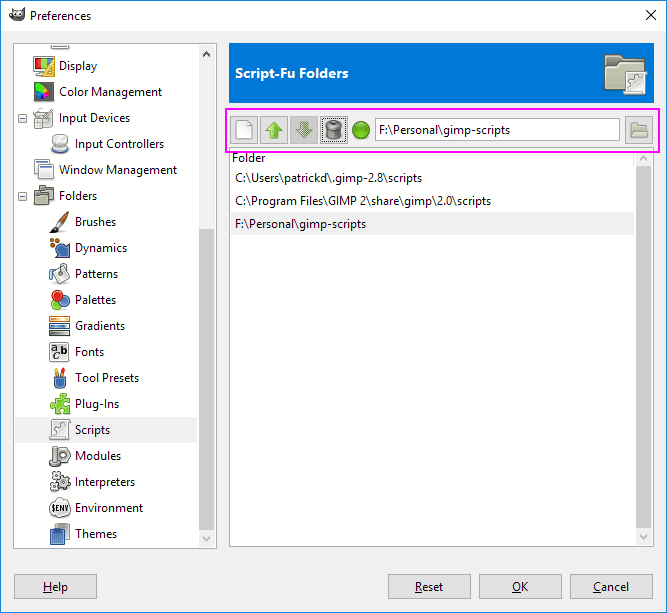 Preferences
Display
Color Management
Input Devices
Input Controllers
Window Management
Folders
Brushes
Dynamics
Patterns
Palettes
Gradients
Fonts
Tool Presets
Plug-Ins
Scripts
Modules
Interpreters
$ENV
Environment
Themes
Script-Fu Folders
F:\Personal\gimp-scripts
Folder
C:\Users\patrickd\.gimp-2.8\scripts
C:\Program Files\GIMP 2\share\gimp\2.0\scripts
F:\Personal\gimp-scripts
Help
Reset
OK
Cancel